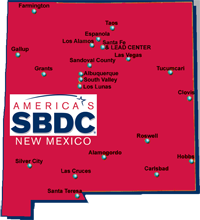 Farmington
Taos
Española
Los Alamos
Santa Fe
& LEAD CENTER
Gallup
Las Vegas
Sandoval County
Grants
Albuquerque
Tucumcari
South Valley
Los Lunas
Clovis
AMERICA'S
SBDC
NEW MEXICO
Roswell
Silver City
Alamogordo
Hobbs
Las Cruces
Carlsbad
Santa Teresa